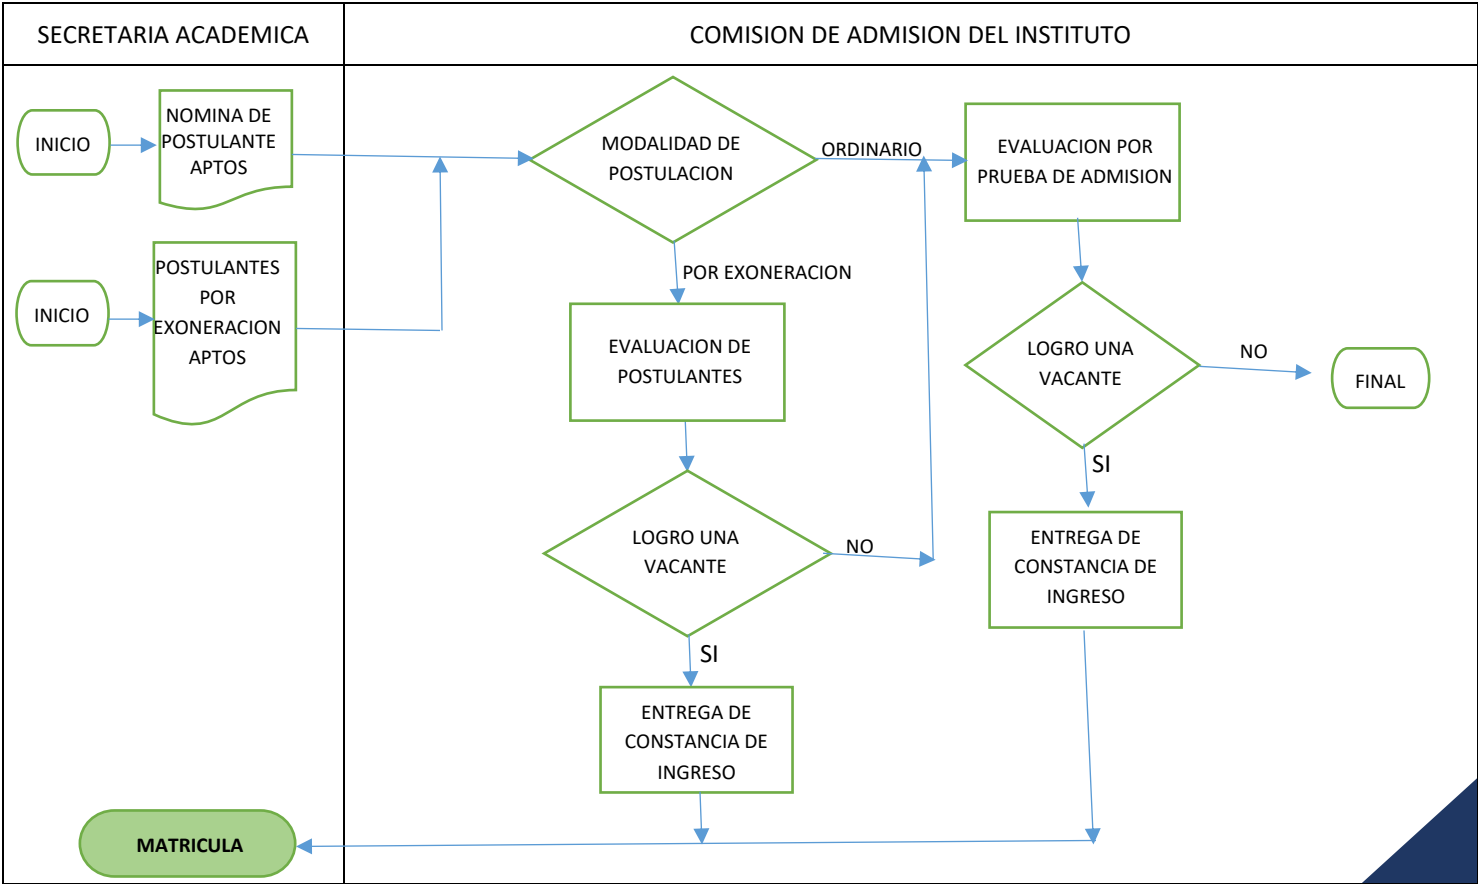 SECRETARIA ACADEMICA
COMISION DE ADMISION DEL INSTITUTO
INICIO
NOMINA DE
POSTULANTE
APTOS
MODALIDAD DE
POSTULACION
ORDINARIO
EVALUACION POR
PRUEBA DE ADMISION
INICIO
POSTULANTES
POR
EXONERACION
APTOS
POR EXONERACION
EVALUACION DE
POSTULANTES
LOGRO UNA
VACANTE
NO
FINAL
SI
LOGRO UNA
VACANTE
NO
ENTREGA DE
CONSTANCIA DE
INGRESO
SI
ENTREGA DE
CONSTANCIA DE
INGRESO
MATRICULA